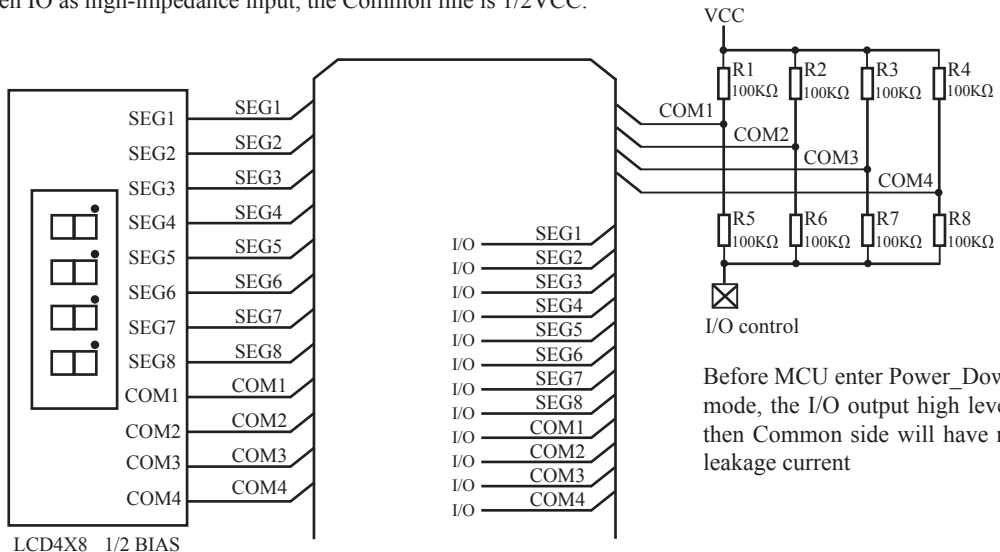 en IO as high-impedance input, the Common line is 1/2VCC.
VCC
R1
100KΩ
R2
100KΩ
R3
100KΩ
R4
100KΩ
COM1
COM2
COM3
COM4
R5
100KΩ
R6
100KΩ
R7
100KΩ
R8
100KΩ
I/O control
Before MCU enter Power_Dow
mode, the I/O output high leve
then Common side will have
leakage current
SEG1
SEG2
SEG3
SEG4
SEG5
SEG6
SEG7
SEG8
COM1
COM2
COM3
COM4
SEG1
SEG2
SEG3
SEG4
SEG5
SEG6
SEG7
SEG8
COM1
COM2
COM3
COM4
I/O SEG1
I/O SEG2
I/O SEG3
I/O SEG4
I/O SEG5
I/O SEG6
I/O SEG7
I/O SEG8
I/O COM1
I/O COM2
I/O COM3
I/O COM4
LCD4X8 1/2 BIAS